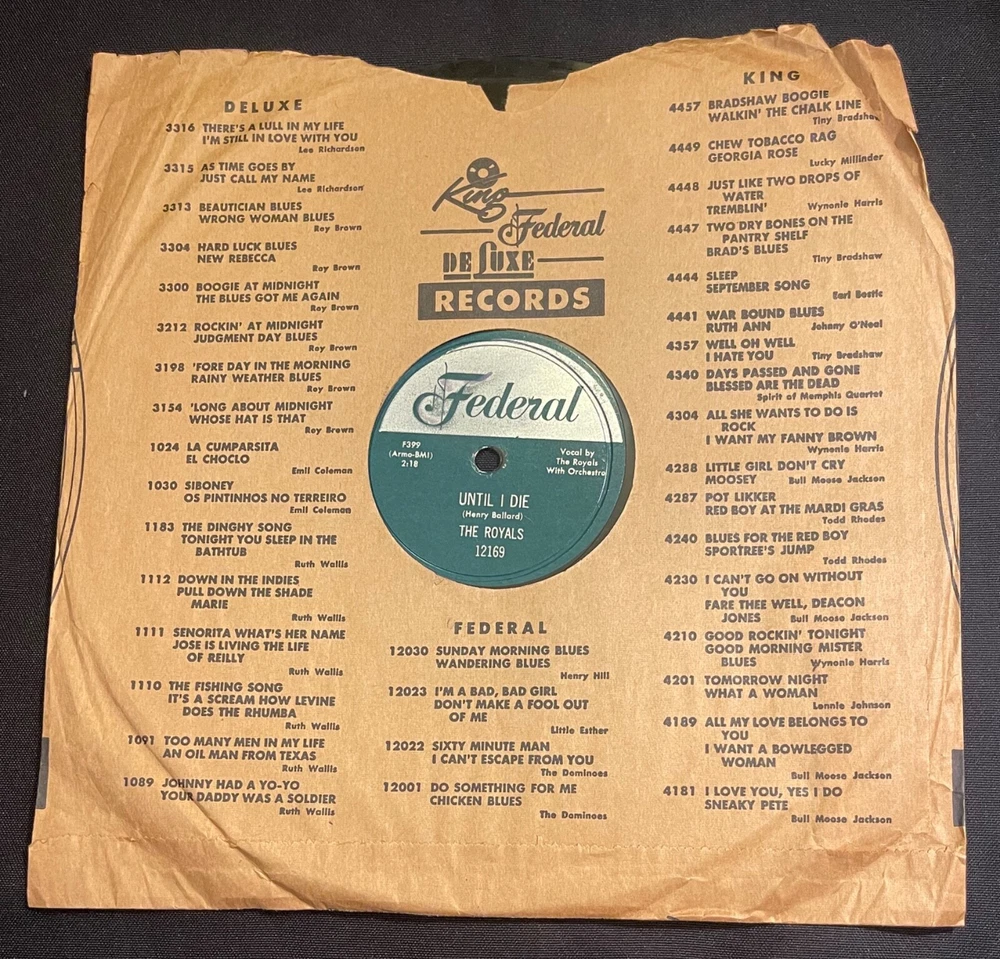 DELUXE
3316 THERE'S A LULL IN MY LIFE
I'M STILL IN LOVE WITH YOU
Lee Richardson
3315 AS TIME GOES BY
JUST CALL MY NAME
Lee Richardson
3313 BEAUTICIAN BLUES
WRONG WOMAN BLUES
Roy Brown
3304 HARD LUCK BLUES
NEW REBECCA
Roy Brown
3300 BOOGIE AT MIDNIGHT
THE BLUES GOT ME AGAIN
Roy Brown
3212 ROCKIN' AT MIDNIGHT
JUDGMENT DAY BLUES
Roy Brown
3198 'FORE DAY IN THE MORNING
RAINY WEATHER BLUES
Roy Brown
3154 'LONG ABOUT MIDNIGHT
WHOSE HAT IS THAT
Roy Brown
1024 LA CUMPARSITA
EL CHOCLO
Emil Coleman
1030 SIBONEY
OS PINTINHOS NO TERREIRO
Emil Coleman
1183 THE DINGHY SONG
TONIGHT YOU SLEEP IN THE
BATHTUB
Ruth Wallis
1112 DOWN IN THE INDIES
PULL DOWN THE SHADE
MARIE
Ruth Wallis
1111 SENORITA WHAT'S HER NAME
JOSE IS LIVING THE LIFE
OF REILLY
Ruth Wallis
1110 THE FISHING SONG
IT'S A SCREAM HOW LEVINE
DOES THE RHUMBA
Ruth Wallis
1091 TOO MANY MEN IN MY LIFE
AN OIL MAN FROM TEXAS
Ruth Wallis
1089 JOHNNY HAD A YO-YO
YOUR DADDY WAS A SOLDIER
Ruth Wallis
King
Federal
DE LUXE
RECORDS
Federal
F399
(Armo-BMI)
2:18
Vocal by
The Royals
With Orchestra
UNTIL I DIE
(Henry Ballard)
THE ROYALS
12169
FEDERAL
12030 SUNDAY MORNING BLUES
WANDERING BLUES
Henry Hill
12023 I'M A BAD, BAD GIRL
DON'T MAKE A FOOL OUT
OF ME
Little Esther
12022 SIXTY MINUTE MAN
I CAN'T ESCAPE FROM YOU
The Dominoes
12001 DO SOMETHING FOR ME
CHICKEN BLUES
The Dominoes
KING
4457 BRADSHAW BOOGIE
WALKIN' THE CHALK LINE
Tiny Bradshaw
4449 CHEW TOBACCO RAG
GEORGIA ROSE
Lucky Millinder
4448 JUST LIKE TWO DROPS OF
WATER
TREMBLIN' Wynonie Harris
4447 TWO DRY BONES ON THE
PANTRY SHELF
BRAD'S BLUES
Tiny Bradshaw
4444 SLEEP
SEPTEMBER SONG
Earl Bostic
4441 WAR BOUND BLUES
RUTH ANN Johnny O'Neal
4357 WELL OH WELL
I HATE YOU Tiny Bradshaw
4340 DAYS PASSED AND GONE
BLESSED ARE THE DEAD
Spirit of Memphis Quartet
4304 ALL SHE WANTS TO DO IS
ROCK
I WANT MY FANNY BROWN
Wynonie Harris
4288 LITTLE GIRL DON'T CRY
MOOSEY Bull Moose Jackson
4287 POT LIKKER
RED BOY AT THE MARDI GRAS
Todd Rhodes
4240 BLUES FOR THE RED BOY
SPORTREE'S JUMP
Todd Rhodes
4230 I CAN'T GO ON WITHOUT
YOU
FARE THEE WELL, DEACON
JONES Bull Moose Jackson
4210 GOOD ROCKIN' TONIGHT
GOOD MORNING MISTER
BLUES Wynonie Harris
4201 TOMORROW NIGHT
WHAT A WOMAN
Lonnie Johnson
4189 ALL MY LOVE BELONGS TO
YOU
I WANT A BOWLEGGED
WOMAN
Bull Moose Jackson
4181 I LOVE YOU, YES I DO
SNEAKY PETE
Bull Moose Jackson